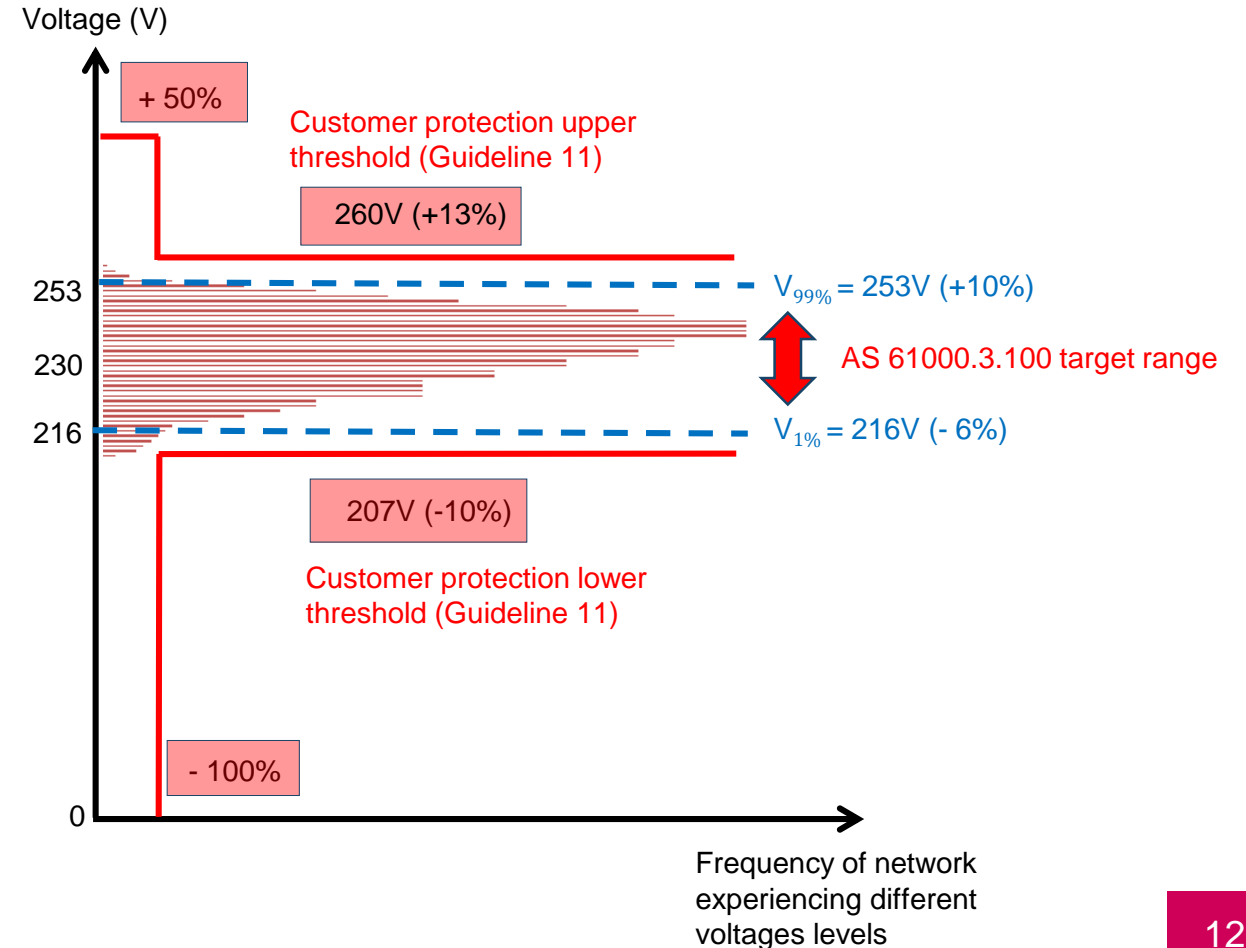 Voltage (V)
+ 50%
Customer protection upper
threshold (Guideline 11)
260V (+13%)
253
V99% = 253V (+10%)
230
AS 61000.3.100 target range
216
V1% = 216V (- 6%)
207V (-10%)
Customer protection lower
threshold (Guideline 11)
- 100%
0
Frequency of network
experiencing different
voltages levels
12